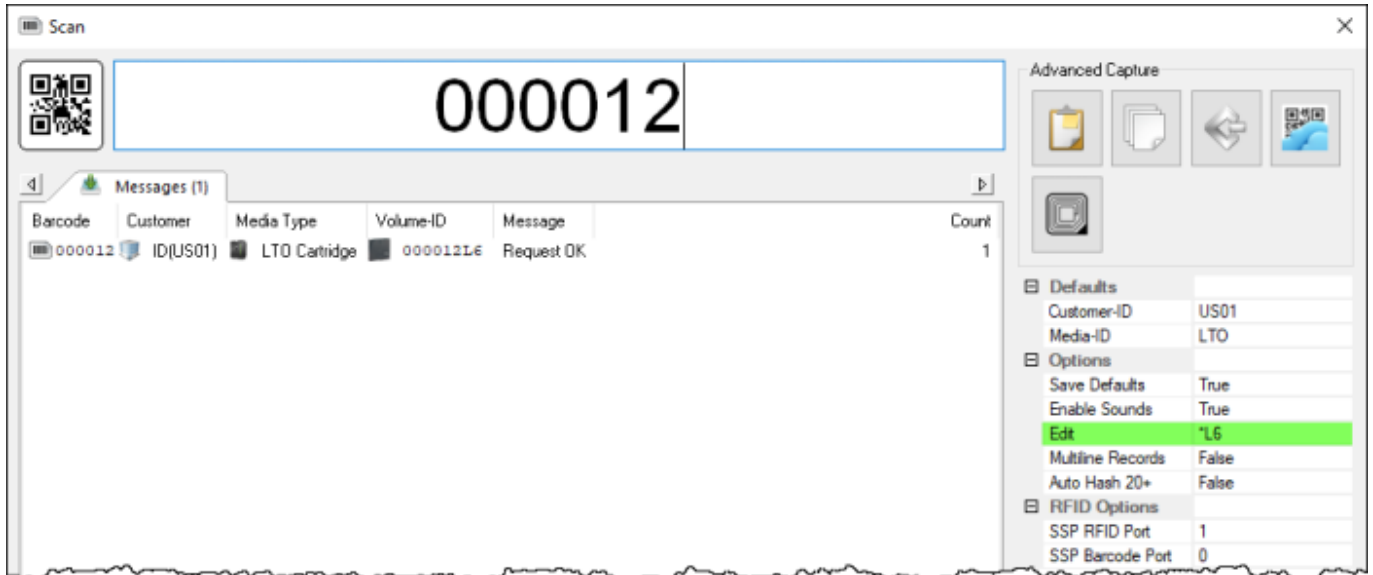 Scan
000012
Advanced Capture
Messages (1)
Barcode Customer Media Type Volume-ID Message Count
000012 ID(US01) LTO Cartridge 000012L6 Request OK 1
Defaults
Customer-ID US01
Media-ID LTO
Options
Save Defaults True
Enable Sounds True
Edit *L6
Multiline Records False
Auto Hash 20+ False
RFID Options
SSP RFID Port 1
SSP Barcode Port 0